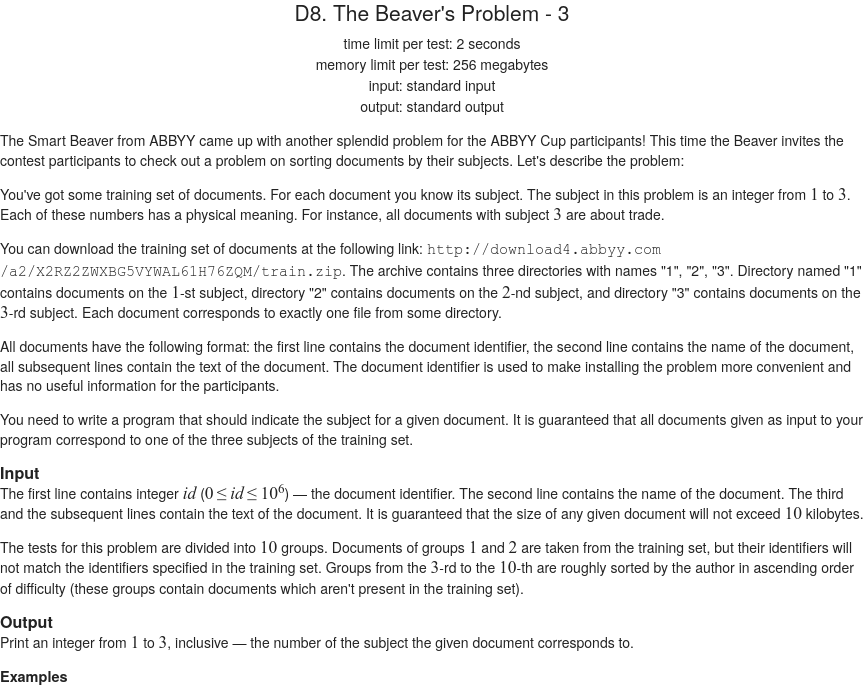 D8. The Beaver's Problem - 3
time limit per test: 2 seconds
memory limit per test: 256 megabytes
input: standard input
output: standard output
The Smart Beaver from ABBYY came up with another splendid problem for the ABBYY Cup participants! This time the Beaver invites the
contest participants to check out a problem on sorting documents by their subjects. Let's describe the problem:
You've got some training set of documents. For each document you know its subject. The subject in this problem is an integer from 1 to 3.
Each of these numbers has a physical meaning. For instance, all documents with subject 3 are about trade.
You can download the training set of documents at the following link: http://download4.abbyy.com
/a2/X2RZ2ZWXBG5VYWAL61H76ZQM/train.zip. The archive contains three directories with names "1", "2", "3". Directory named "1"
contains documents on the 1-st subject, directory "2" contains documents on the 2-nd subject, and directory "3" contains documents on the
3-rd subject. Each document corresponds to exactly one file from some directory.
All documents have the following format: the first line contains the document identifier, the second line contains the name of the document,
all subsequent lines contain the text of the document. The document identifier is used to make installing the problem more convenient and
has no useful information for the participants.
You need to write a program that should indicate the subject for a given document. It is guaranteed that all documents given as input to your
program correspond to one of the three subjects of the training set.
Input
The first line contains integer id (0 ≤ id ≤ 10^6) — the document identifier. The second line contains the name of the document. The third
and the subsequent lines contain the text of the document. It is guaranteed that the size of any given document will not exceed 10 kilobytes.
The tests for this problem are divided into 10 groups. Documents of groups 1 and 2 are taken from the training set, but their identifiers will
not match the identifiers specified in the training set. Groups from the 3-rd to the 10-th are roughly sorted by the author in ascending order
of difficulty (these groups contain documents which aren't present in the training set).
Output
Print an integer from 1 to 3, inclusive — the number of the subject the given document corresponds to.
Examples